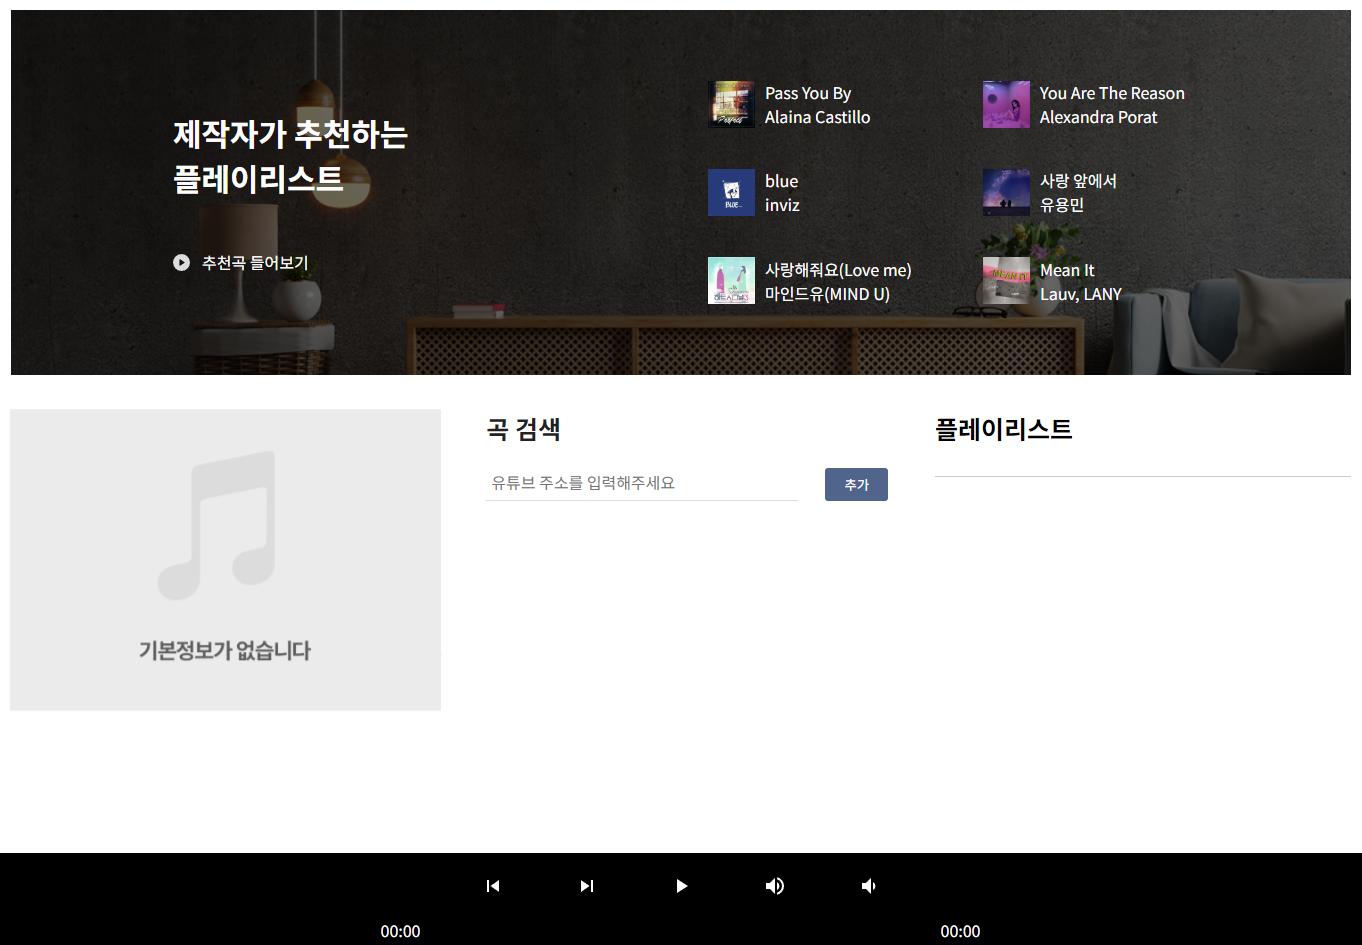 제작자가 추천하는
플레이리스트
추천곡 들어보기
Pass You By
Alaina Castillo
You Are The Reason
Alexandra Porat
blue
inviz
사랑 앞에서
유용민
사랑해줘요(Love me)
마인드유(MIND U)
Mean It
Lauv, LANY
Perfect
BLUE
MEAN IT
기본정보가 없습니다
곡 검색
유튜브 주소를 입력해주세요
추가
플레이리스트
00:00
00:00